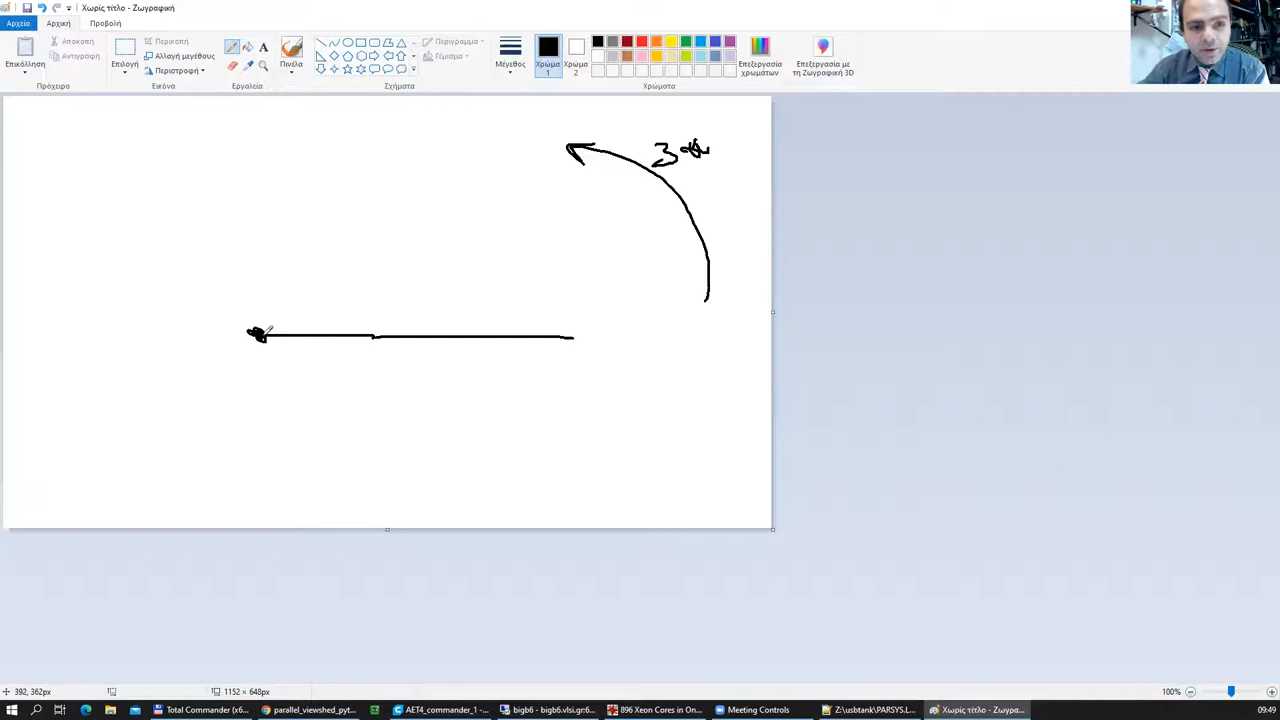 Χωρίς τίτλο - Ζωγραφική
Αρχείο Αρχική Προβολή
Επικόλληση
Αποκοπή
Αντιγραφή
Πρόχειρο
Επιλογή
Περικοπή
Αλλαγή μεγέθους
Περιστροφή
Εικόνα
Εργαλεία
Πινέλα
Περίγραμμα
Γέμισμα
Σχήματα
Μέγεθος
Χρώμα 1
Χρώμα 2
Επεξεργασία χρωμάτων
Επεξεργασία με τη Ζωγραφική 3D
Χρώματα
392, 362px
1152 × 648px
100%
Total Commander (x6...
parallel_viewshed_pyt...
AET4_commander_1 -...
bigb6 - bigb6.vlsi.gr:6...
896 Xeon Cores in On...
Meeting Controls
Z:\usbtank\PARSYS.L...
Χωρίς τίτλο - Ζωγρα...
09:49